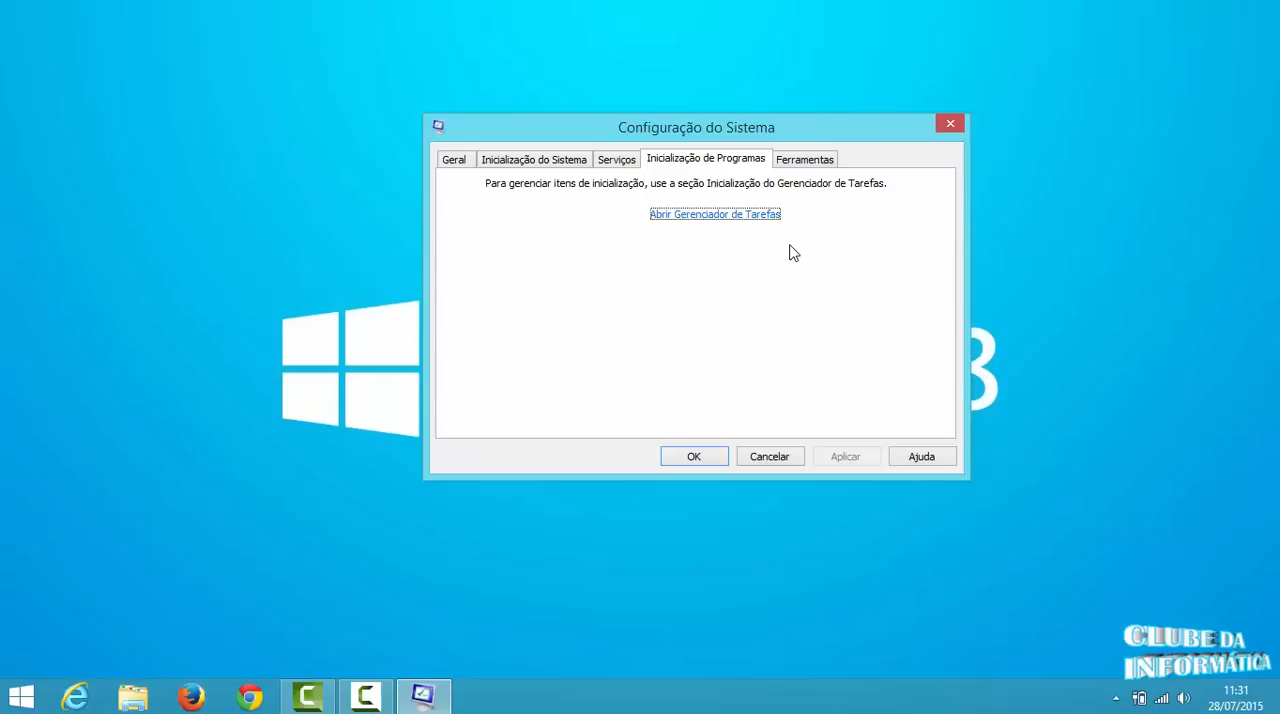 Configuração do Sistema
Geral
Inicialização do Sistema
Serviços
Inicialização de Programas
Ferramentas
Para gerenciar itens de inicialização, use a seção Inicialização do Gerenciador de Tarefas.
Abrir Gerenciador de Tarefas
8
OK
Cancelar
Aplicar
Ajuda
CLUBE DA
INFORMÁTICA
11:31
28/07/2015